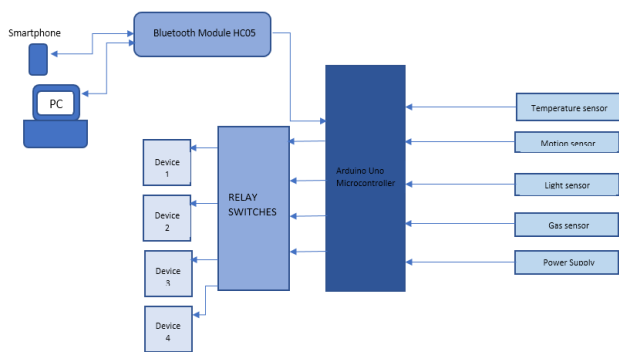 Smartphone
Bluetooth Module HC05
PC
Temperature sensor
Motion sensor
Light sensor
Gas sensor
Power Supply
Arduino Uno
Microcontroller
RELAY
SWITCHES
Device
1
Device
2
Device
3
Device
4